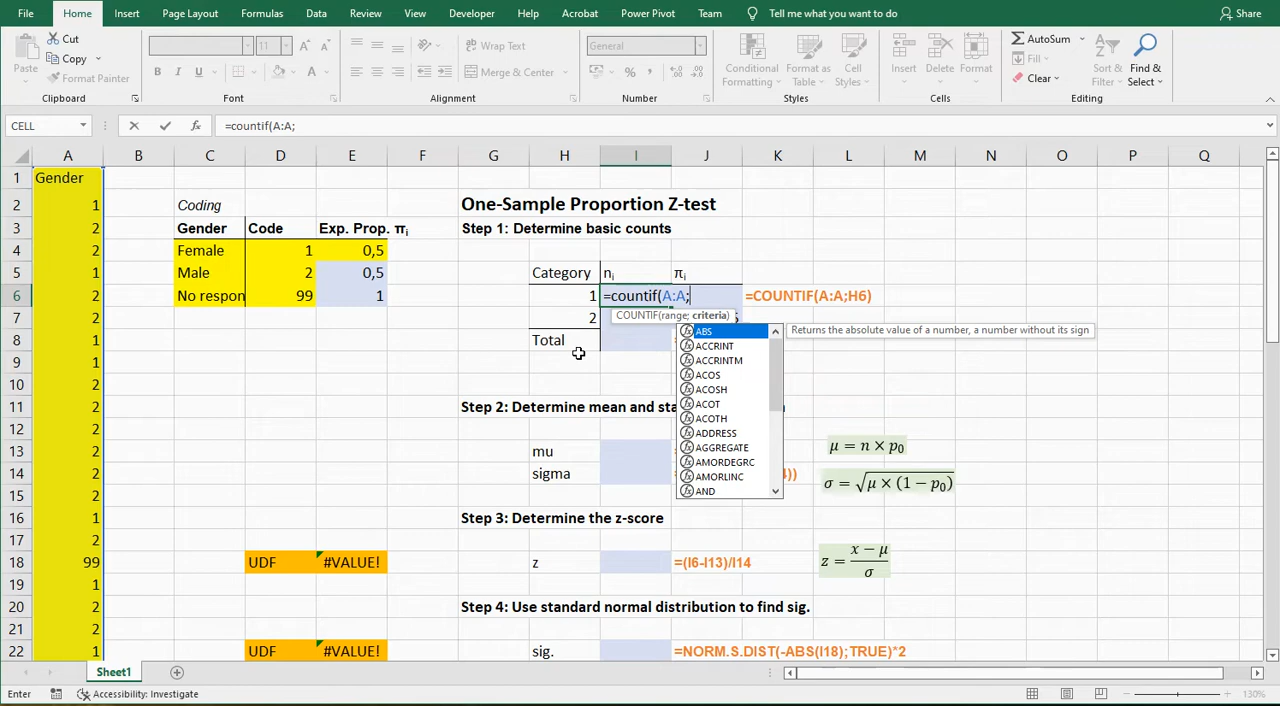 File Home Insert Page Layout Formulas Data Review View Developer Help Acrobat Power Pivot Team Tell me what you want to do Share
Paste Cut Copy Format Painter
11 A A Wrap Text General
B I U A Merge & Center %
Conditional Formatting Format as Table Cell Styles
Insert Delete Format
AutoSum Fill Clear
Sort & Filter Find & Select
Clipboard Font Alignment Number Styles Cells Editing
CELL fx =countif(A:A;
A B C D E F G H I J K L M N O P Q
1 Gender
2 1 Coding One-Sample Proportion Z-test
3 2 Gender Code Exp. Prop. πi Step 1: Determine basic counts
4 2 Female 1 0,5
5 1 Male 2 0,5 Category ni πi
6 2 No respon 99 1 1 =countif(A:A; =COUNTIF(A:A;H6)
7 2 2
COUNTIF(range; criteria)
8 1 Total
ABS Returns the absolute value of a number, a number without its sign
ACCRINT
ACCRINTM
ACOS
ACOSH
ACOT
ACOTH
ADDRESS
AGGREGATE
AMORDEGRC
AMORLINC
AND
9 1
10 2
11 2 Step 2: Determine mean and sta
12 2
13 2 mu μ = n × p0
14 2 sigma 4)) σ = √μ × (1 − p0)
15 2
16 1 Step 3: Determine the z-score
17 2
18 99 UDF #VALUE! z =(I6-I13)/I14 z = x − μ / σ
19 1
20 2 Step 4: Use standard normal distribution to find sig.
21 2
22 1 UDF #VALUE! sig. =NORM.S.DIST(-ABS(I18);TRUE)*2
Sheet1
Enter Accessibility: Investigate 130%